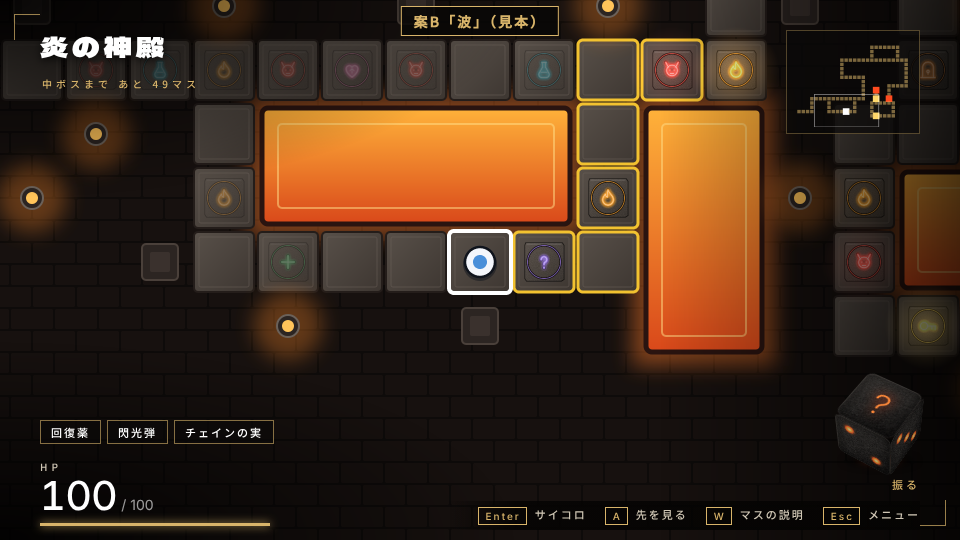 案B「波」（見本）
炎の神殿
中ボスまで あと 49マス
?
?
振る
回復薬 閃光弾 チェインの実
HP
100 / 100
Enter サイコロ A 先を見る W マスの説明 Esc メニュー